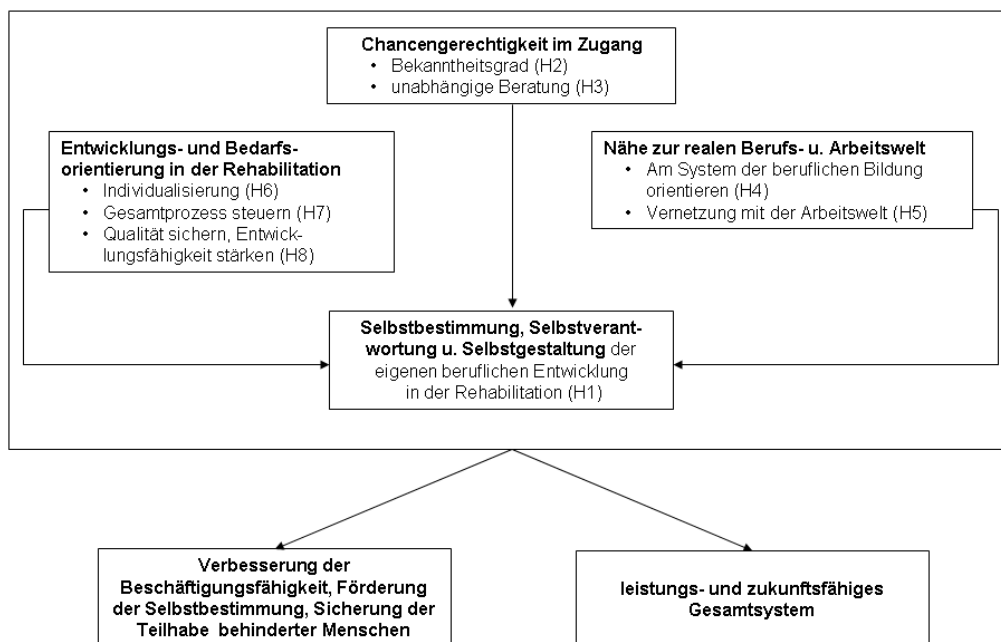 Chancengerechtigkeit im Zugang
• Bekanntheitsgrad (H2)
• unabhängige Beratung (H3)
Entwicklungs- und Bedarfs-
orientierung in der Rehabilitation
• Individualisierung (H6)
• Gesamtprozess steuern (H7)
• Qualität sichern, Entwick-
lungsfähigkeit stärken (H8)
Nähe zur realen Berufs- u. Arbeitswelt
• Am System der beruflichen Bildung
orientieren (H4)
• Vernetzung mit der Arbeitswelt (H5)
Selbstbestimmung, Selbstverant-
wortung u. Selbstgestaltung der
eigenen beruflichen Entwicklung
in der Rehabilitation (H1)
Verbesserung der
Beschäftigungsfähigkeit, Förderung
der Selbstbestimmung, Sicherung der
Teilhabe behinderter Menschen
leistungs- und zukunftsfähiges
Gesamtsystem